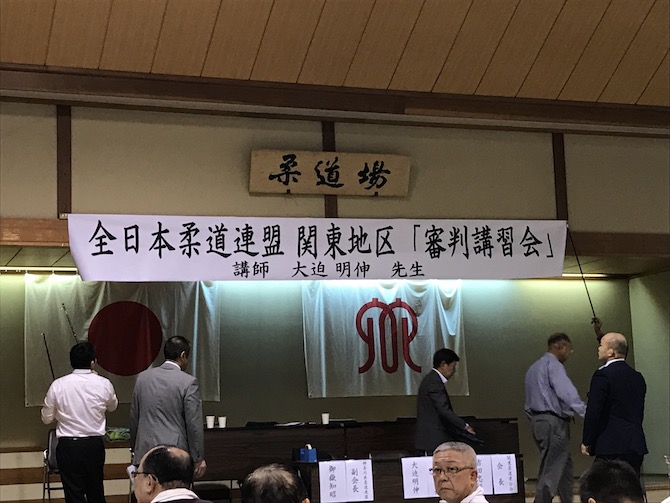 柔道場
全日本柔道連盟 関東地区「審判講習会」
講師 大迫 明伸 先生
副会長
御嶽和昭
大迫明伸
会長